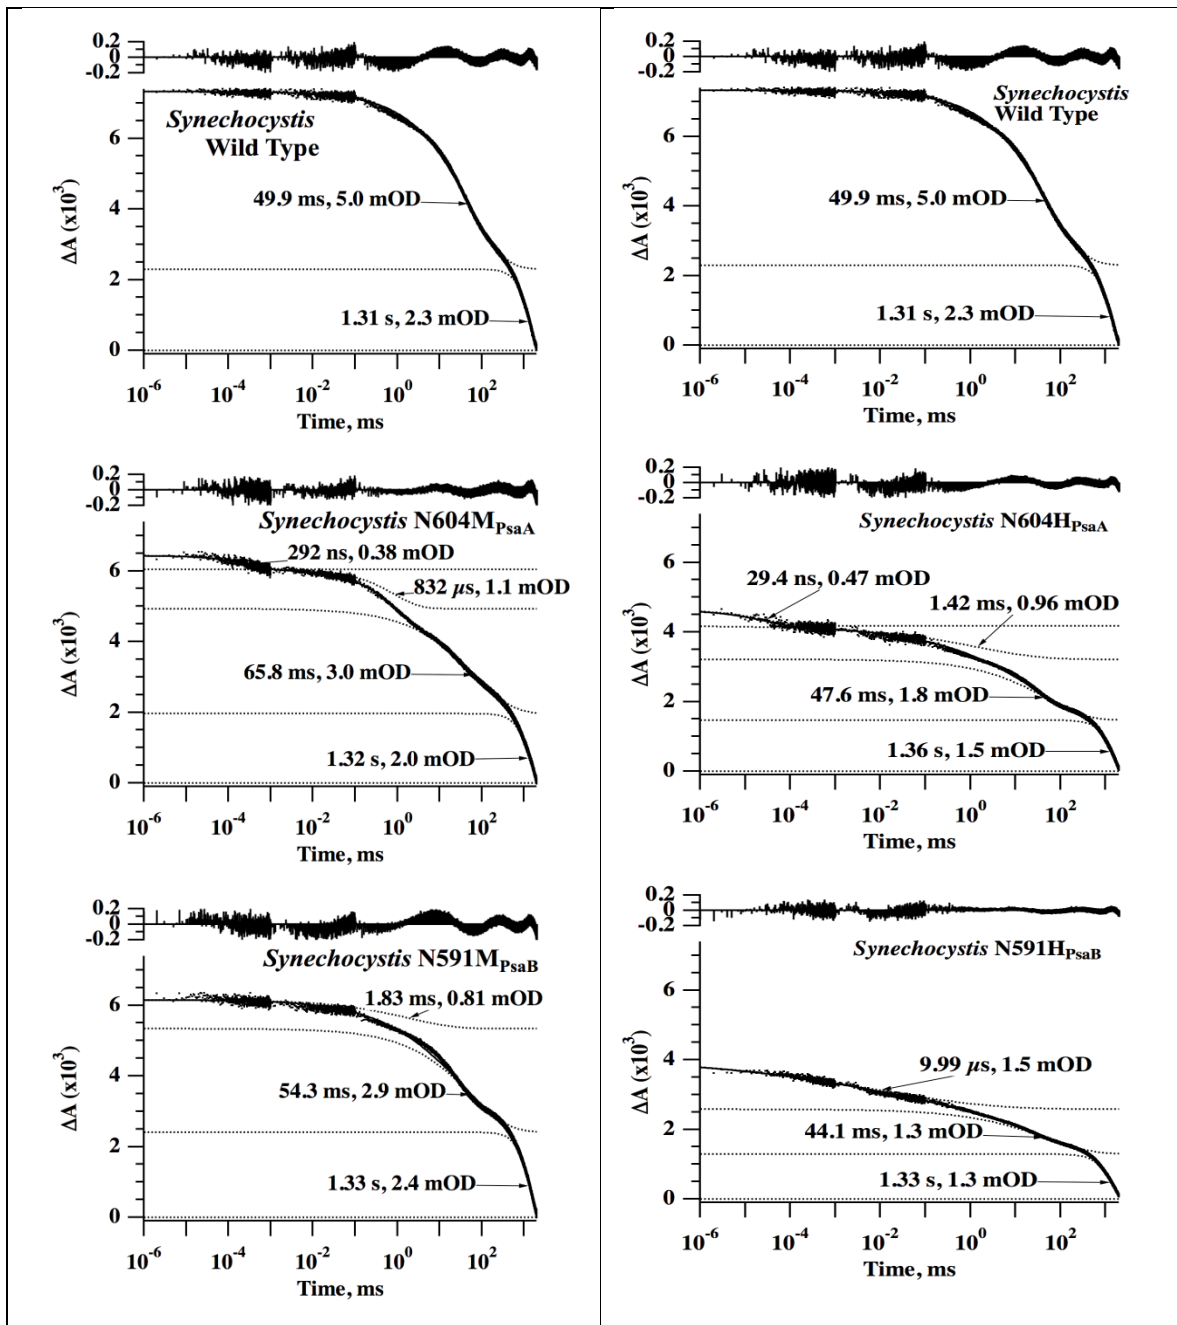 0.2
0
-0.2
Synechocystis
Wild Type
6
4
2
0
ΔA (x10³)
49.9 ms, 5.0 mOD
1.31 s, 2.3 mOD
10⁻⁶ 10⁻⁴ 10⁻² 10⁰ 10²
Time, ms
0.2
0
-0.2
Synechocystis N604M_PsaA
292 ns, 0.38 mOD
832 µs, 1.1 mOD
6
4
2
0
ΔA (x10³)
65.8 ms, 3.0 mOD
1.32 s, 2.0 mOD
10⁻⁶ 10⁻⁴ 10⁻² 10⁰ 10²
Time, ms
0.2
0
-0.2
Synechocystis N591M_PsaB
1.83 ms, 0.81 mOD
6
4
2
0
ΔA (x10³)
54.3 ms, 2.9 mOD
1.33 s, 2.4 mOD
10⁻⁶ 10⁻⁴ 10⁻² 10⁰ 10²
Time, ms
0.2
0
-0.2
Synechocystis
Wild Type
6
4
2
0
ΔA (x10³)
49.9 ms, 5.0 mOD
1.31 s, 2.3 mOD
10⁻⁶ 10⁻⁴ 10⁻² 10⁰ 10²
Time, ms
0.2
0
-0.2
Synechocystis N604H_PsaA
29.4 ns, 0.47 mOD
1.42 ms, 0.96 mOD
6
4
2
0
ΔA (x10³)
47.6 ms, 1.8 mOD
1.36 s, 1.5 mOD
10⁻⁶ 10⁻⁴ 10⁻² 10⁰ 10²
Time, ms
0.2
0
-0.2
Synechocystis N591H_PsaB
9.99 µs, 1.5 mOD
6
4
2
0
ΔA (x10³)
44.1 ms, 1.3 mOD
1.33 s, 1.3 mOD
10⁻⁶ 10⁻⁴ 10⁻² 10⁰ 10²
Time, ms